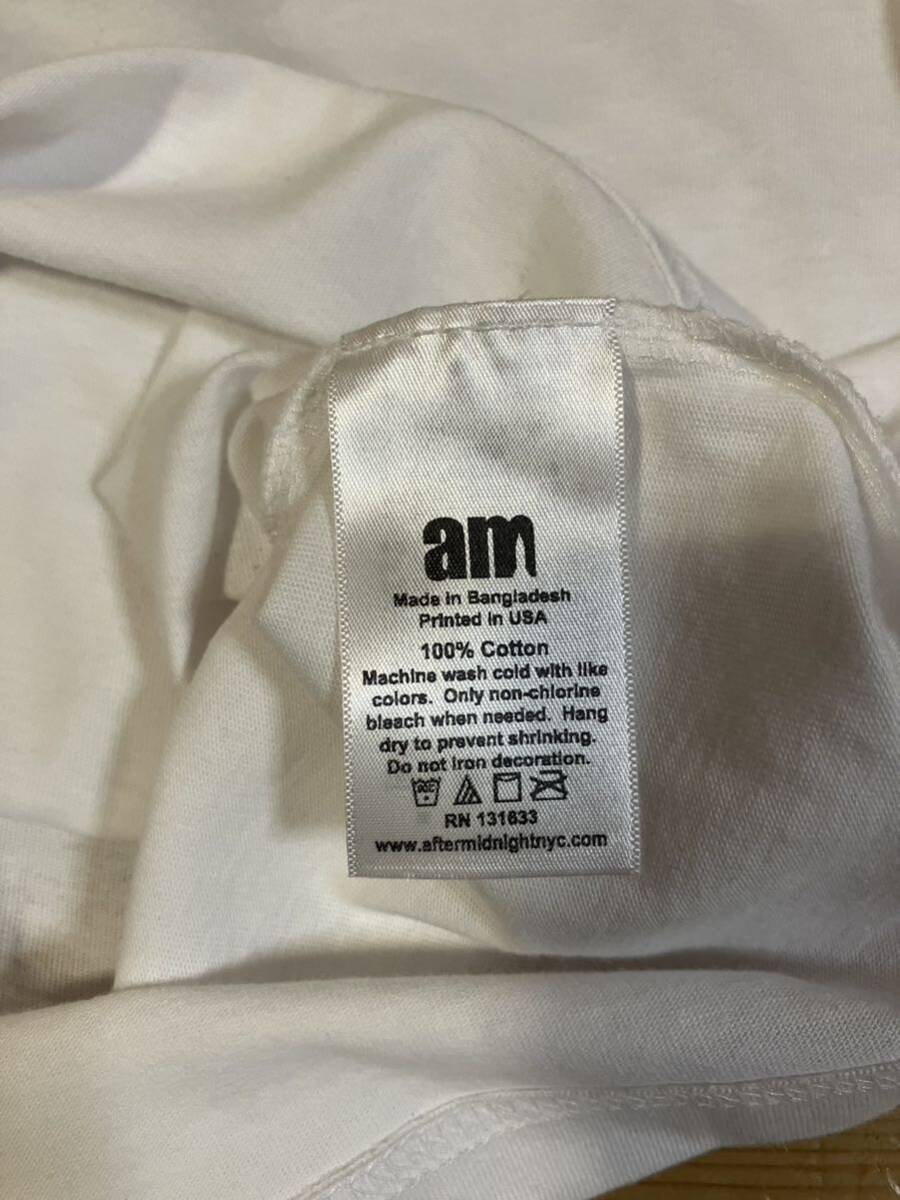 am
Made in Bangladesh
Printed in USA
100% Cotton
Machine wash cold with like
colors. Only non-chlorine
bleach when needed. Hang
dry to prevent shrinking.
Do not iron decoration.
RN 131633
www.aftermidnightnyc.com